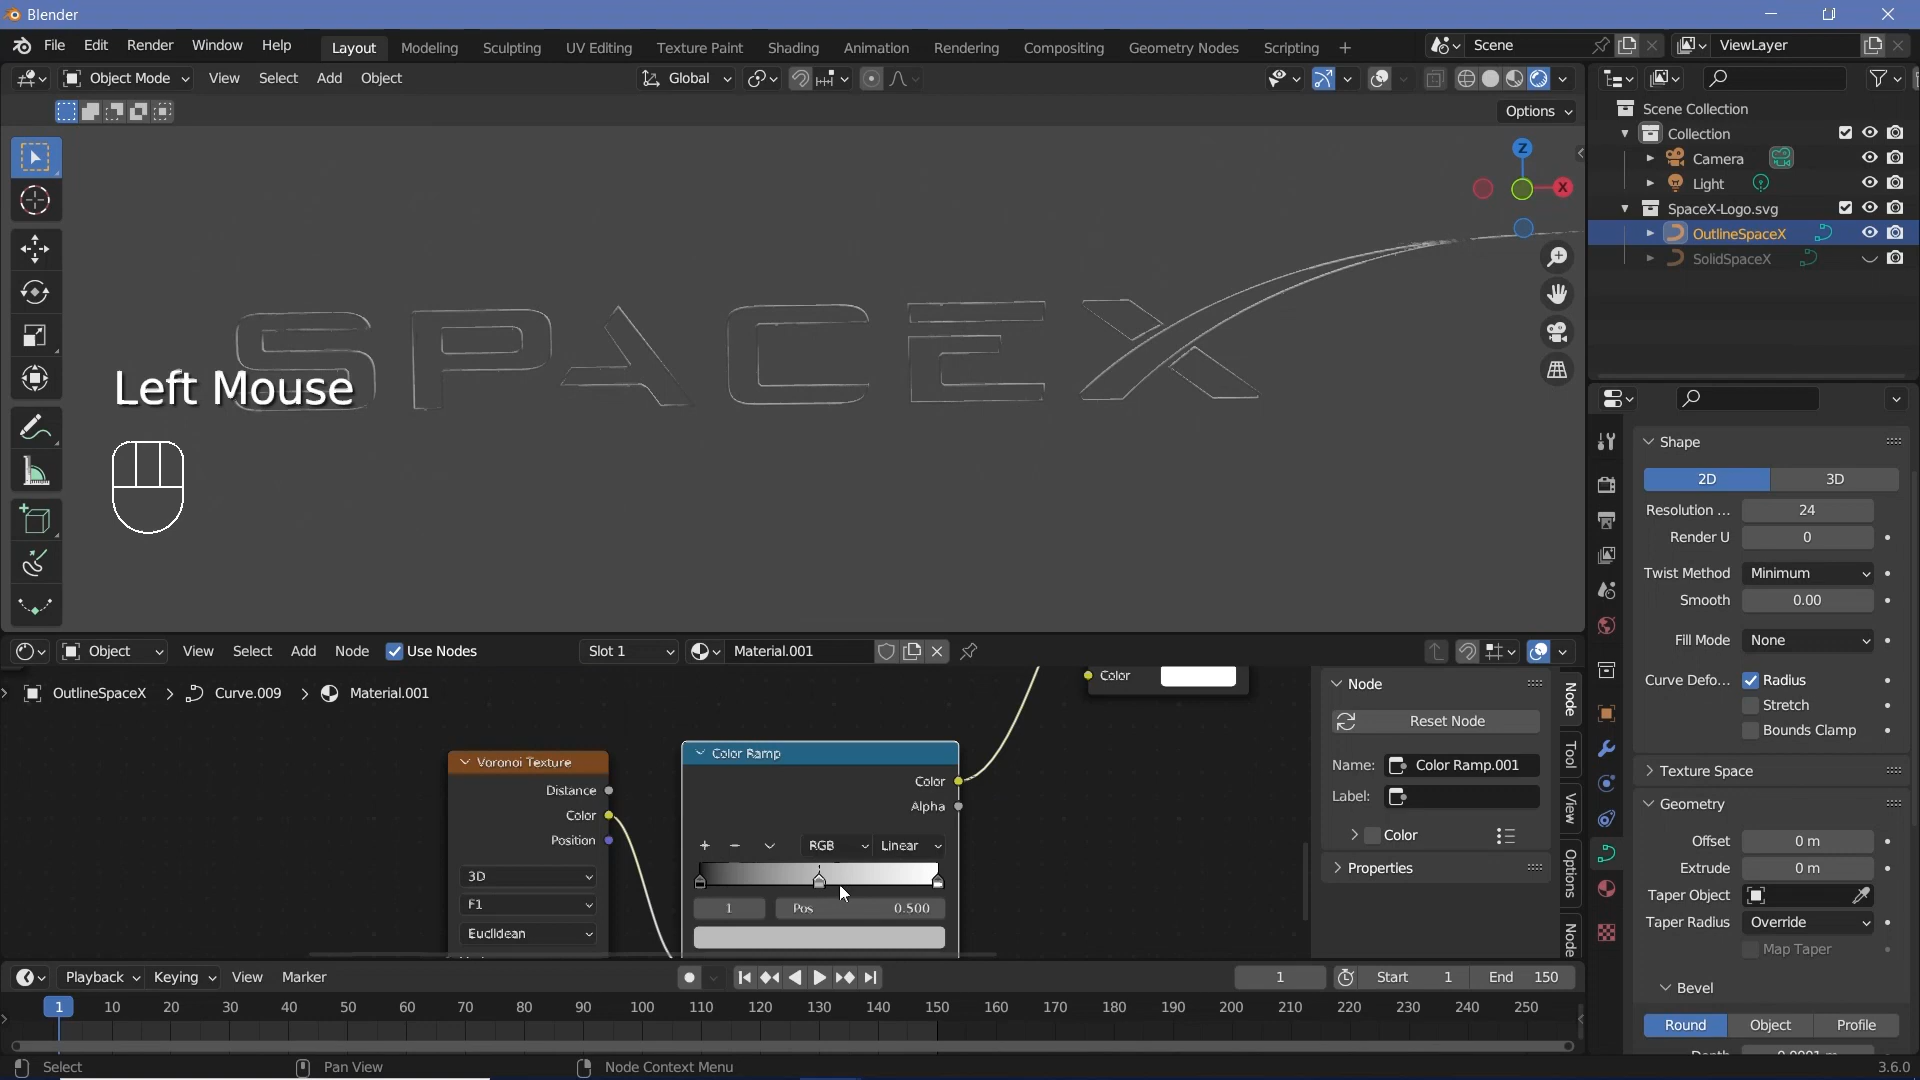 Blender
File Edit Render Window Help Layout Modeling Sculpting UV Editing Texture Paint Shading Animation Rendering Compositing Geometry Nodes Scripting + Scene ViewLayer
Object Mode View Select Add Object Global
Options
Scene Collection
Collection
Camera
Light
SpaceX-Logo.svg
OutlineSpaceX
SolidSpaceX
Z
X
SPACEX
Left Mouse
Shape
2D 3D
Resolution ... 24
Render U 0
Twist Method Minimum
Smooth 0.00
Fill Mode None
Curve Defo... Radius
Stretch
Bounds Clamp
Texture Space
Geometry
Offset 0 m
Extrude 0 m
Taper Object
Taper Radius Override
Map Taper
Bevel
Round Object Profile
Object View Select Add Node Use Nodes Slot 1 Material.001
OutlineSpaceX > Curve.009 > Material.001
Color
Voronoi Texture
Distance
Color
Position
3D
F1
Euclidean
Color Ramp
Color
Alpha
+ − RGB Linear
1 Pos 0.500
Node
Reset Node
Name: Color Ramp.001
Label:
Color
Properties
Node
Tool
View
Options
Node
Playback Keying View Marker 1 Start 1 End 150
1 10 20 30 40 50 60 70 80 90 100 110 120 130 140 150 160 170 180 190 200 210 220 230 240 250
Select Pan View Node Context Menu 3.6.0